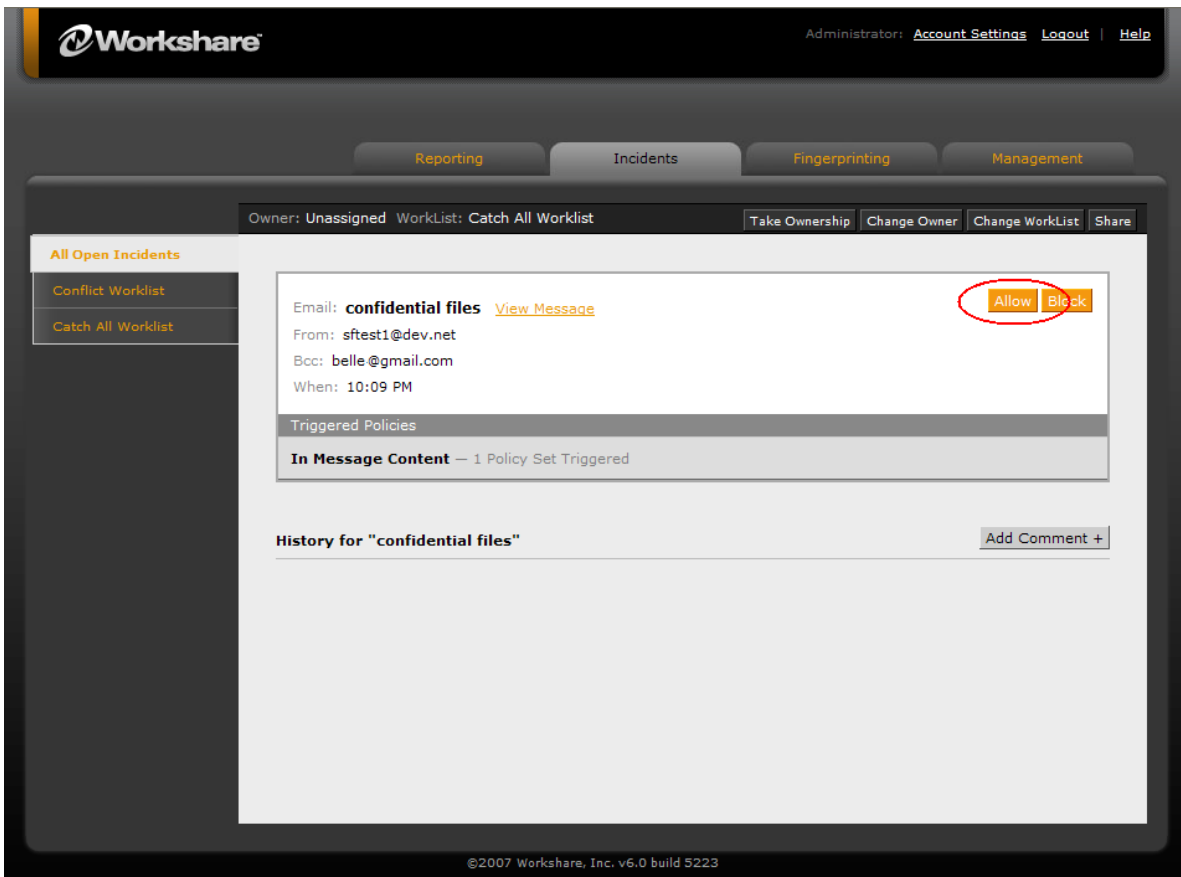 Workshare
Administrator: Account Settings Logout | Help
Reporting Incidents Fingerprinting Management
Owner: Unassigned WorkList: Catch All Worklist Take Ownership Change Owner Change WorkList Share
All Open Incidents
Conflict Worklist
Catch All Worklist
Email: confidential files View Message
Allow Block
From: sftest1@dev.net
Bcc: belle@gmail.com
When: 10:09 PM
Triggered Policies
In Message Content — 1 Policy Set Triggered
History for "confidential files" Add Comment +
©2007 Workshare, Inc. v6.0 build 5223